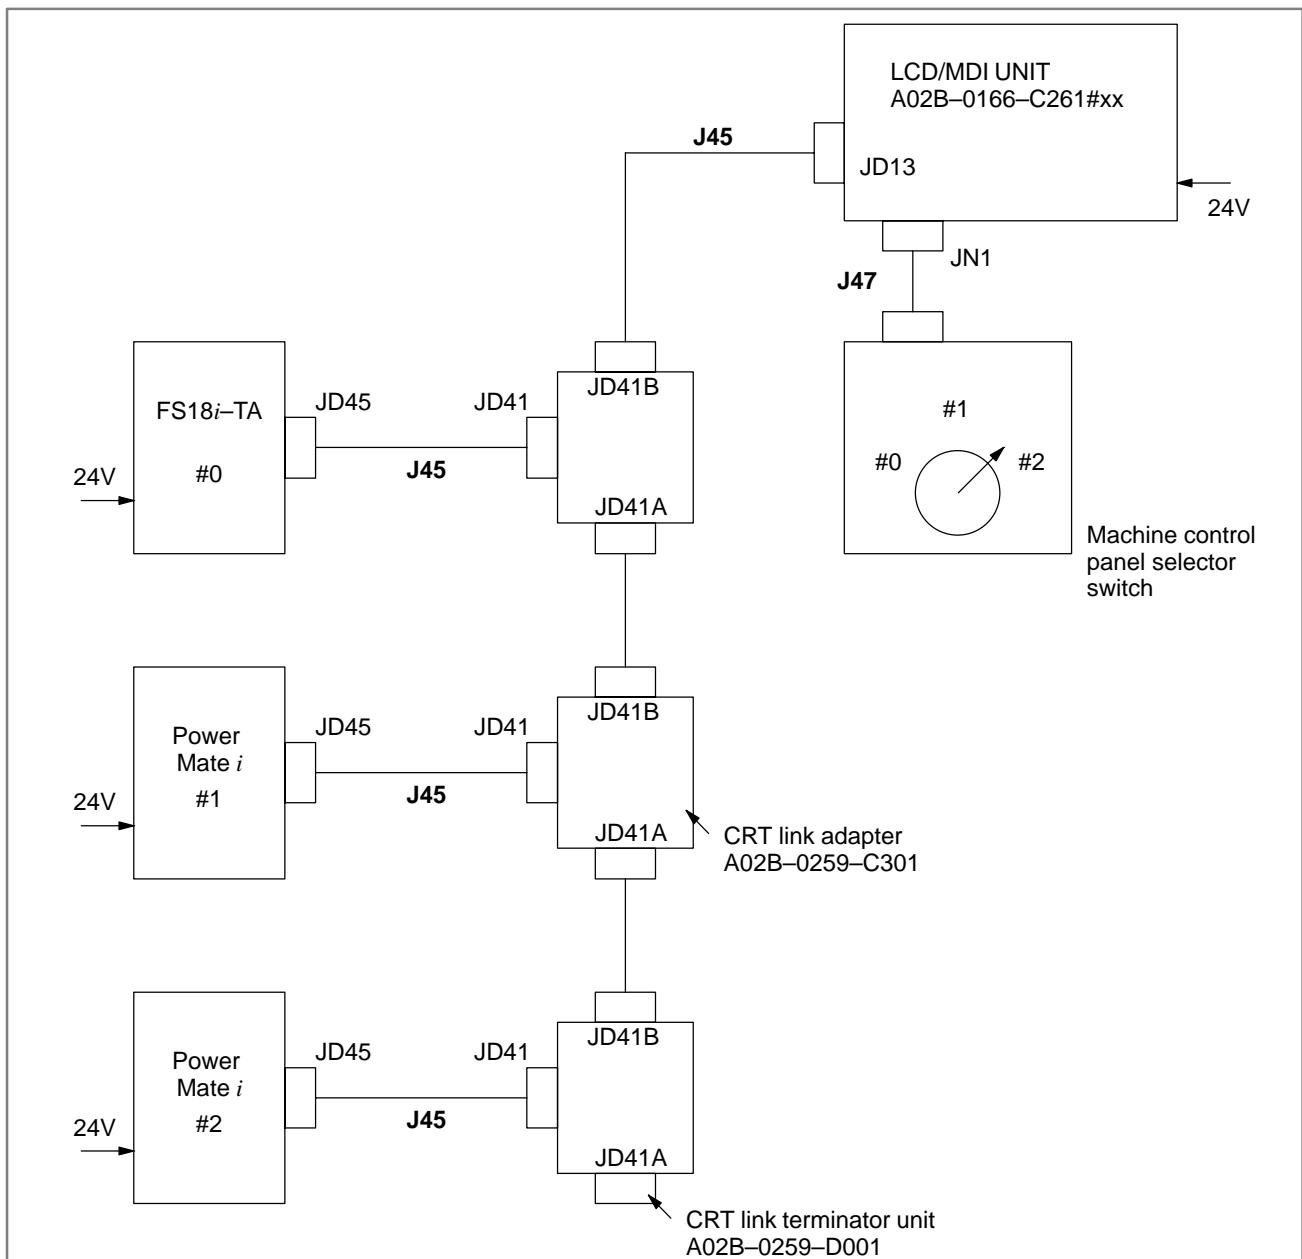 LCD/MDI UNIT
A02B–0166–C261#xx
J45
JD13
24V
JN1
J47
JD41B
FS18i–TA
JD45
JD41
#1
#0
J45
#0
#2
24V
JD41A
Machine control
panel selector
switch
JD41B
Power
Mate i
#1
JD45
JD41
J45
24V
JD41A
CRT link adapter
A02B–0259–C301
JD41B
Power
Mate i
#2
JD45
JD41
J45
24V
JD41A
CRT link terminator unit
A02B–0259–D001